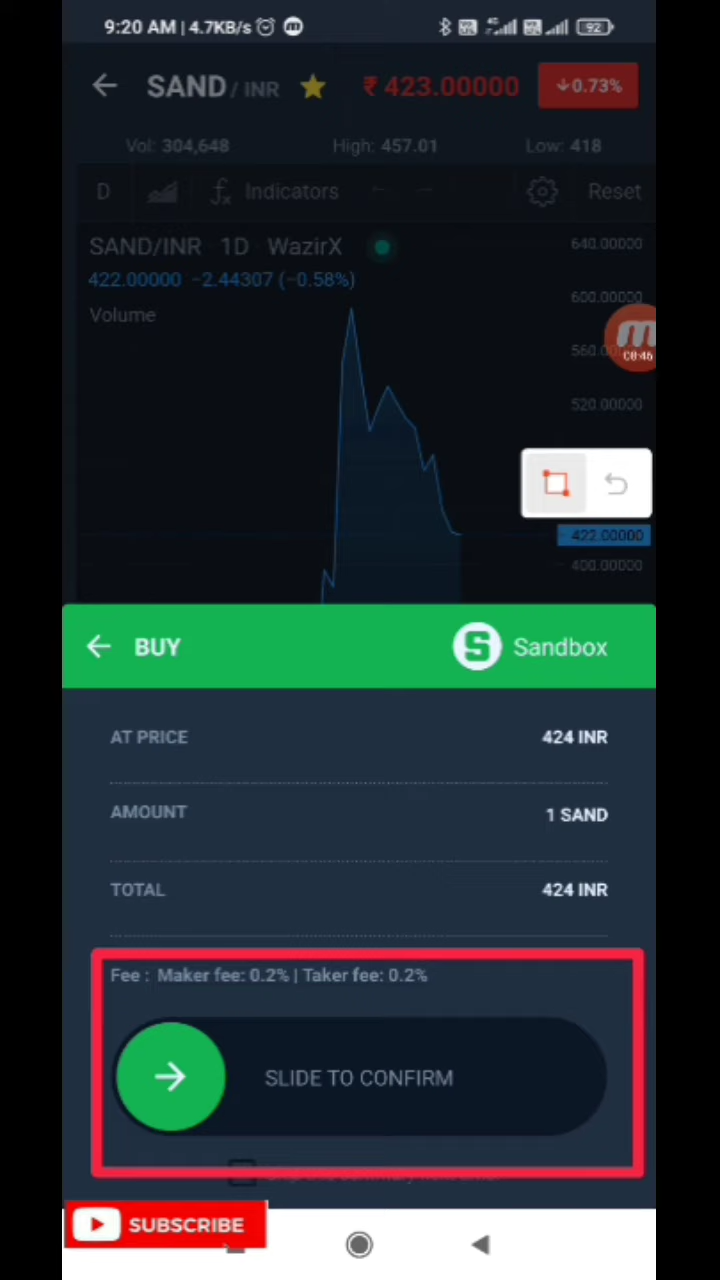 9:20 AM | 4.7KB/s
92
SAND / INR ₹ 423.00000 ↓0.73%
Vol: 304,648 High: 457.01 Low: 418
D fx Indicators Reset
SAND/INR 1D WazirX
640.00000
422.00000 −2.44307 (−0.58%)
600.00000
Volume
08:46
520.00000
422.00000
400.00000
BUY
Sandbox
AT PRICE 424 INR
AMOUNT 1 SAND
TOTAL 424 INR
Fee : Maker fee: 0.2% | Taker fee: 0.2%
SLIDE TO CONFIRM
SUBSCRIBE